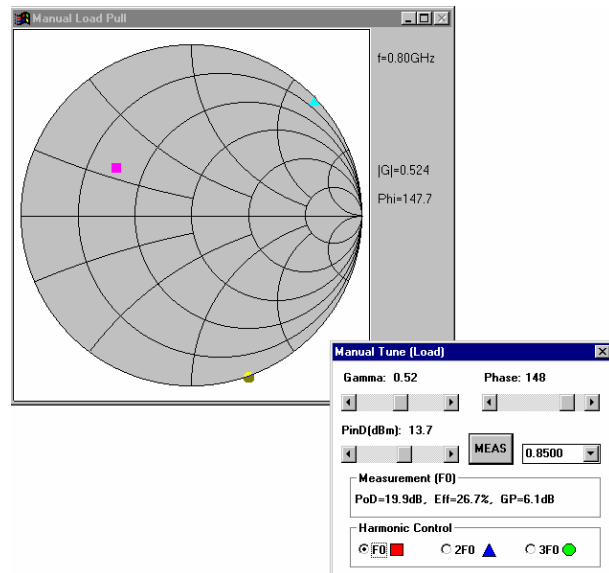 Manual Load Pull
f=0.80GHz
|G|=0.524
Phi=147.7
Manual Tune (Load)
Gamma: 0.52 Phase: 148
PinD(dBm): 13.7
MEAS 0.8500
Measurement (F0)
PoD=19.9dB, Eff=26.7%, GP=6.1dB
Harmonic Control
F0 2F0 3F0